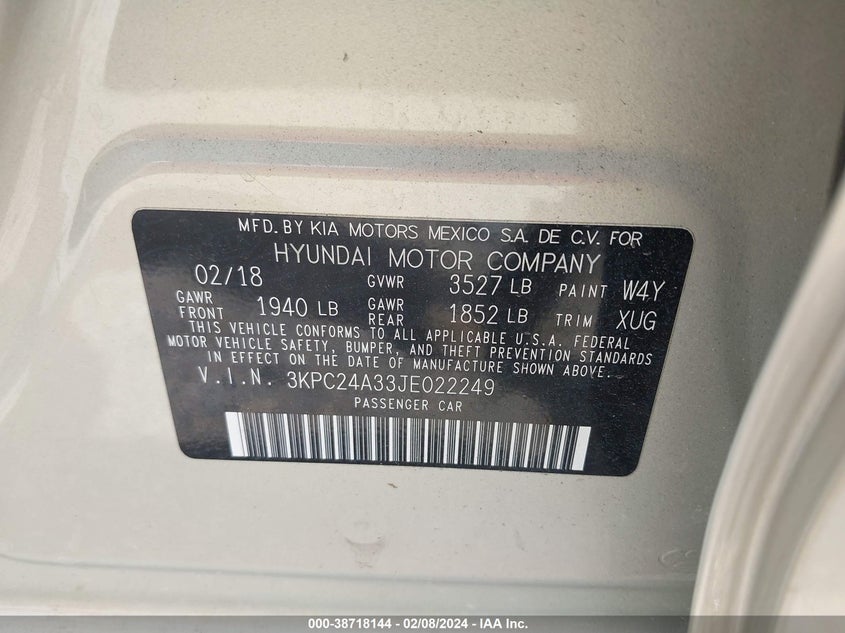 MFD. BY KIA MOTORS MEXICO S.A. DE C.V. FOR
HYUNDAI MOTOR COMPANY
02/18 GVWR 3527 LB PAINT W4Y
GAWR FRONT 1940 LB GAWR REAR 1852 LB TRIM XUG
THIS VEHICLE CONFORMS TO ALL APPLICABLE U.S.A. FEDERAL
MOTOR VEHICLE SAFETY, BUMPER, AND THEFT PREVENTION STANDARDS
IN EFFECT ON THE DATE OF MANUFACTURE SHOWN ABOVE.
V.I.N. 3KPC24A33JE022249
PASSENGER CAR
000-38718144 — 02/08/2024 — IAA Inc.